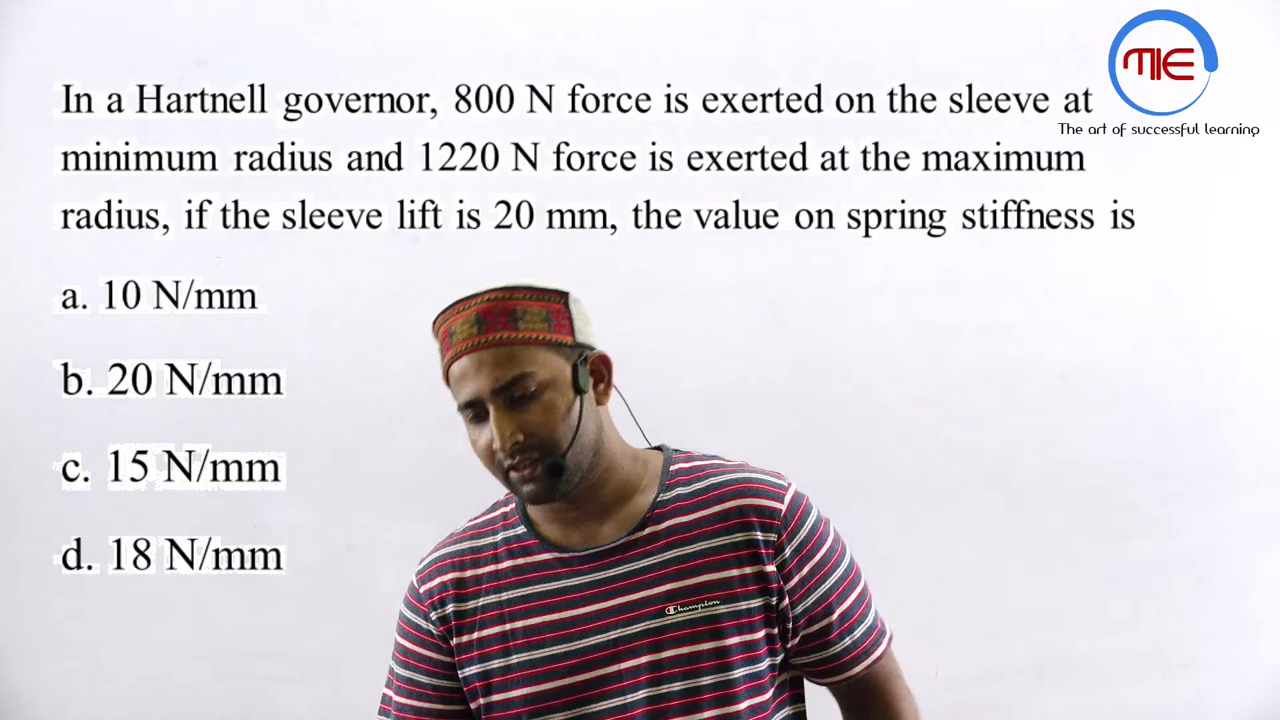 In a Hartnell governor, 800 N force is exerted on the sleeve at
minimum radius and 1220 N force is exerted at the maximum
radius, if the sleeve lift is 20 mm, the value on spring stiffness is
a. 10 N/mm
b. 20 N/mm
c. 15 N/mm
d. 18 N/mm
MIE
The art of successful learning
Champion